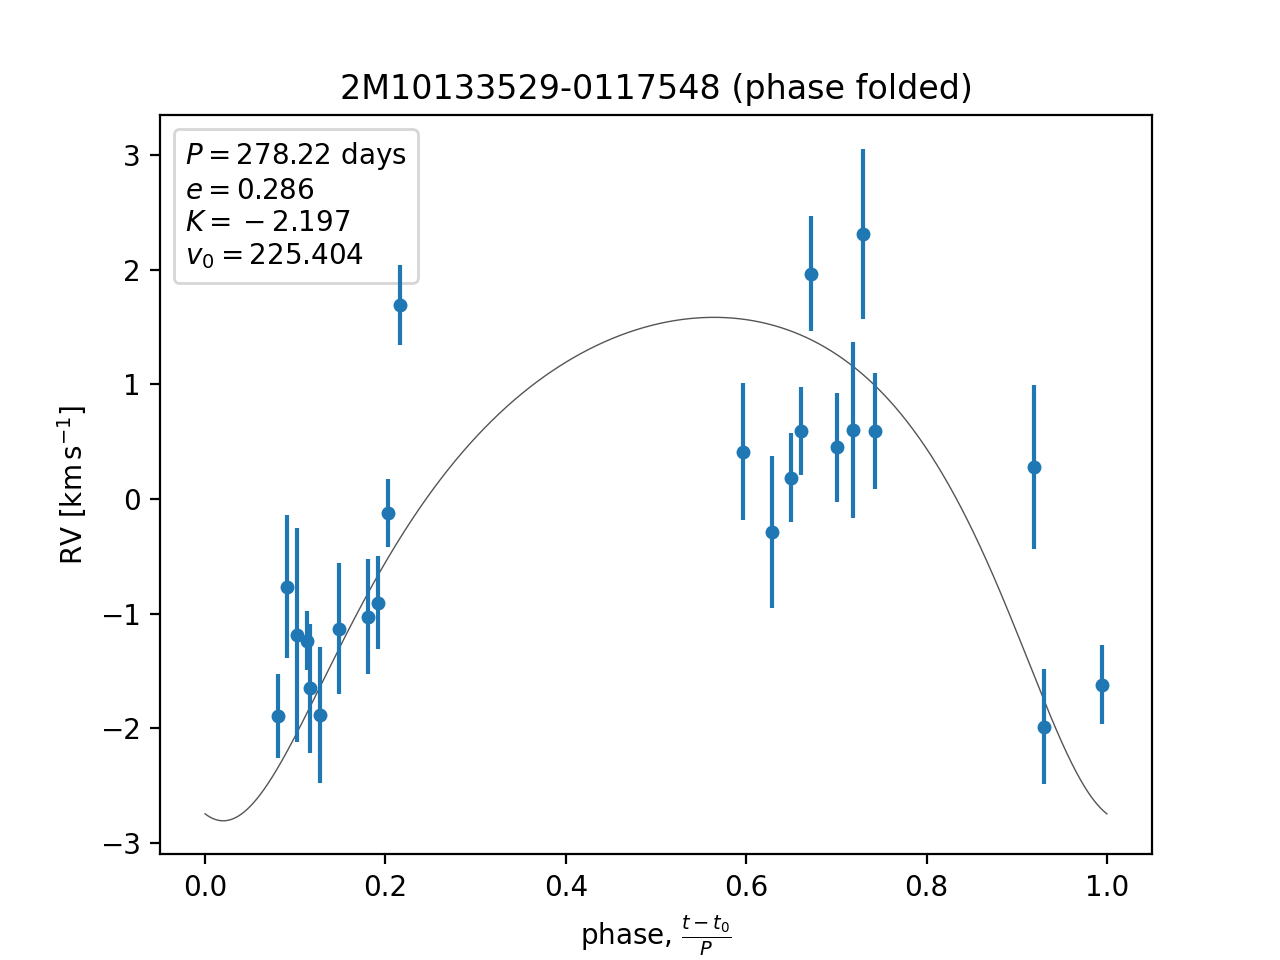 2M10133529-0117548 (phase folded)
P = 278.22 days
e = 0.286
K = −2.197
v₀ = 225.404
3
2
1
0
−1
−2
−3
RV [km s⁻¹]
0.0 0.2 0.4 0.6 0.8 1.0
phase, (t − t₀)/P